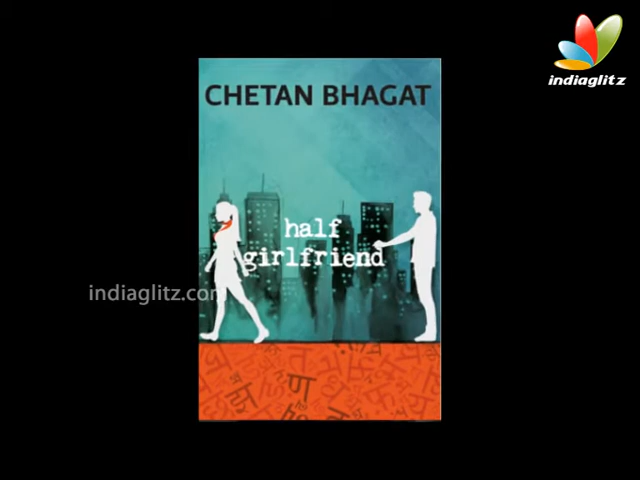 indiaglitz
CHETAN BHAGAT
half
girlfriend
indiaglitz.com
ण